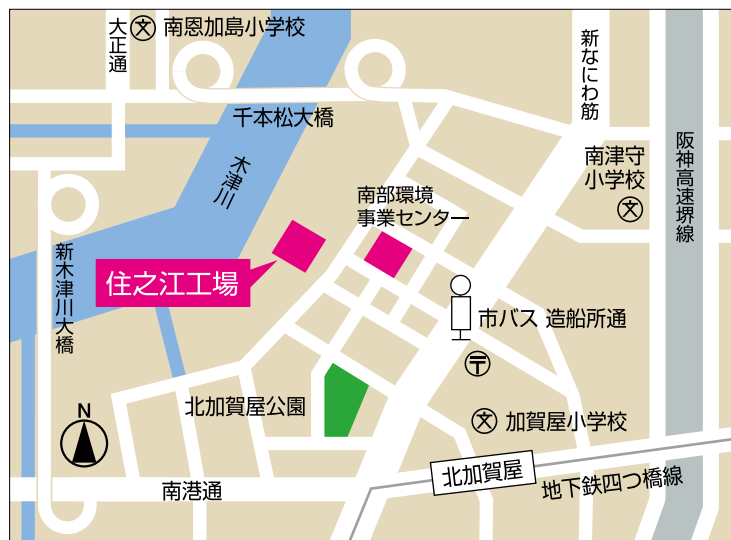 大正通
南恩加島小学校
新なにわ筋
千本松大橋
阪神高速堺線
南津守
小学校
木津川
南部環境
事業センター
新木津川大橋
住之江工場
市バス 造船所通
北加賀屋公園
N
加賀屋小学校
北加賀屋
地下鉄四つ橋線
南港通
文
文
文
〒